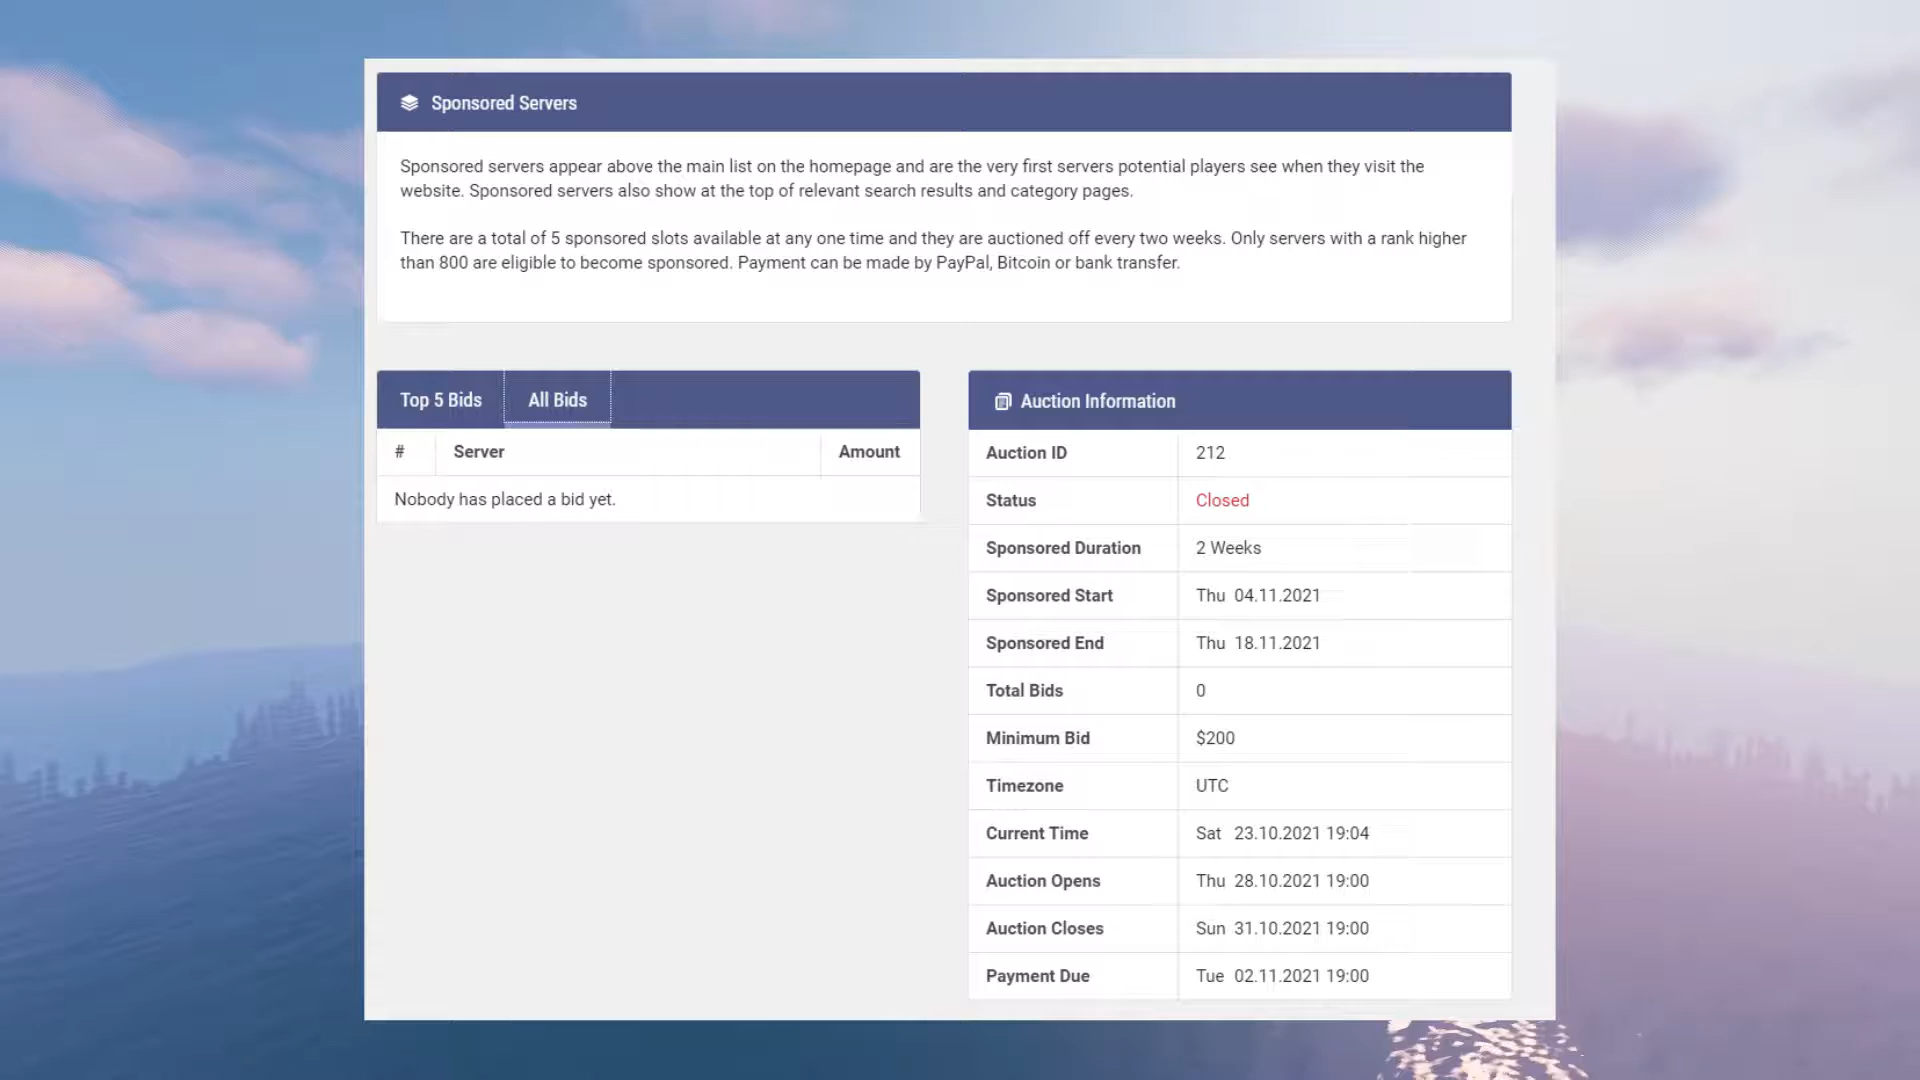 Sponsored Servers
Sponsored servers appear above the main list on the homepage and are the very first servers potential players see when they visit the
website. Sponsored servers also show at the top of relevant search results and category pages.
There are a total of 5 sponsored slots available at any one time and they are auctioned off every two weeks. Only servers with a rank higher
than 800 are eligible to become sponsored. Payment can be made by PayPal, Bitcoin or bank transfer.
Top 5 Bids All Bids
# Server Amount
Nobody has placed a bid yet.
Auction Information
Auction ID 212
Status Closed
Sponsored Duration 2 Weeks
Sponsored Start Thu 04.11.2021
Sponsored End Thu 18.11.2021
Total Bids 0
Minimum Bid $200
Timezone UTC
Current Time Sat 23.10.2021 19:04
Auction Opens Thu 28.10.2021 19:00
Auction Closes Sun 31.10.2021 19:00
Payment Due Tue 02.11.2021 19:00